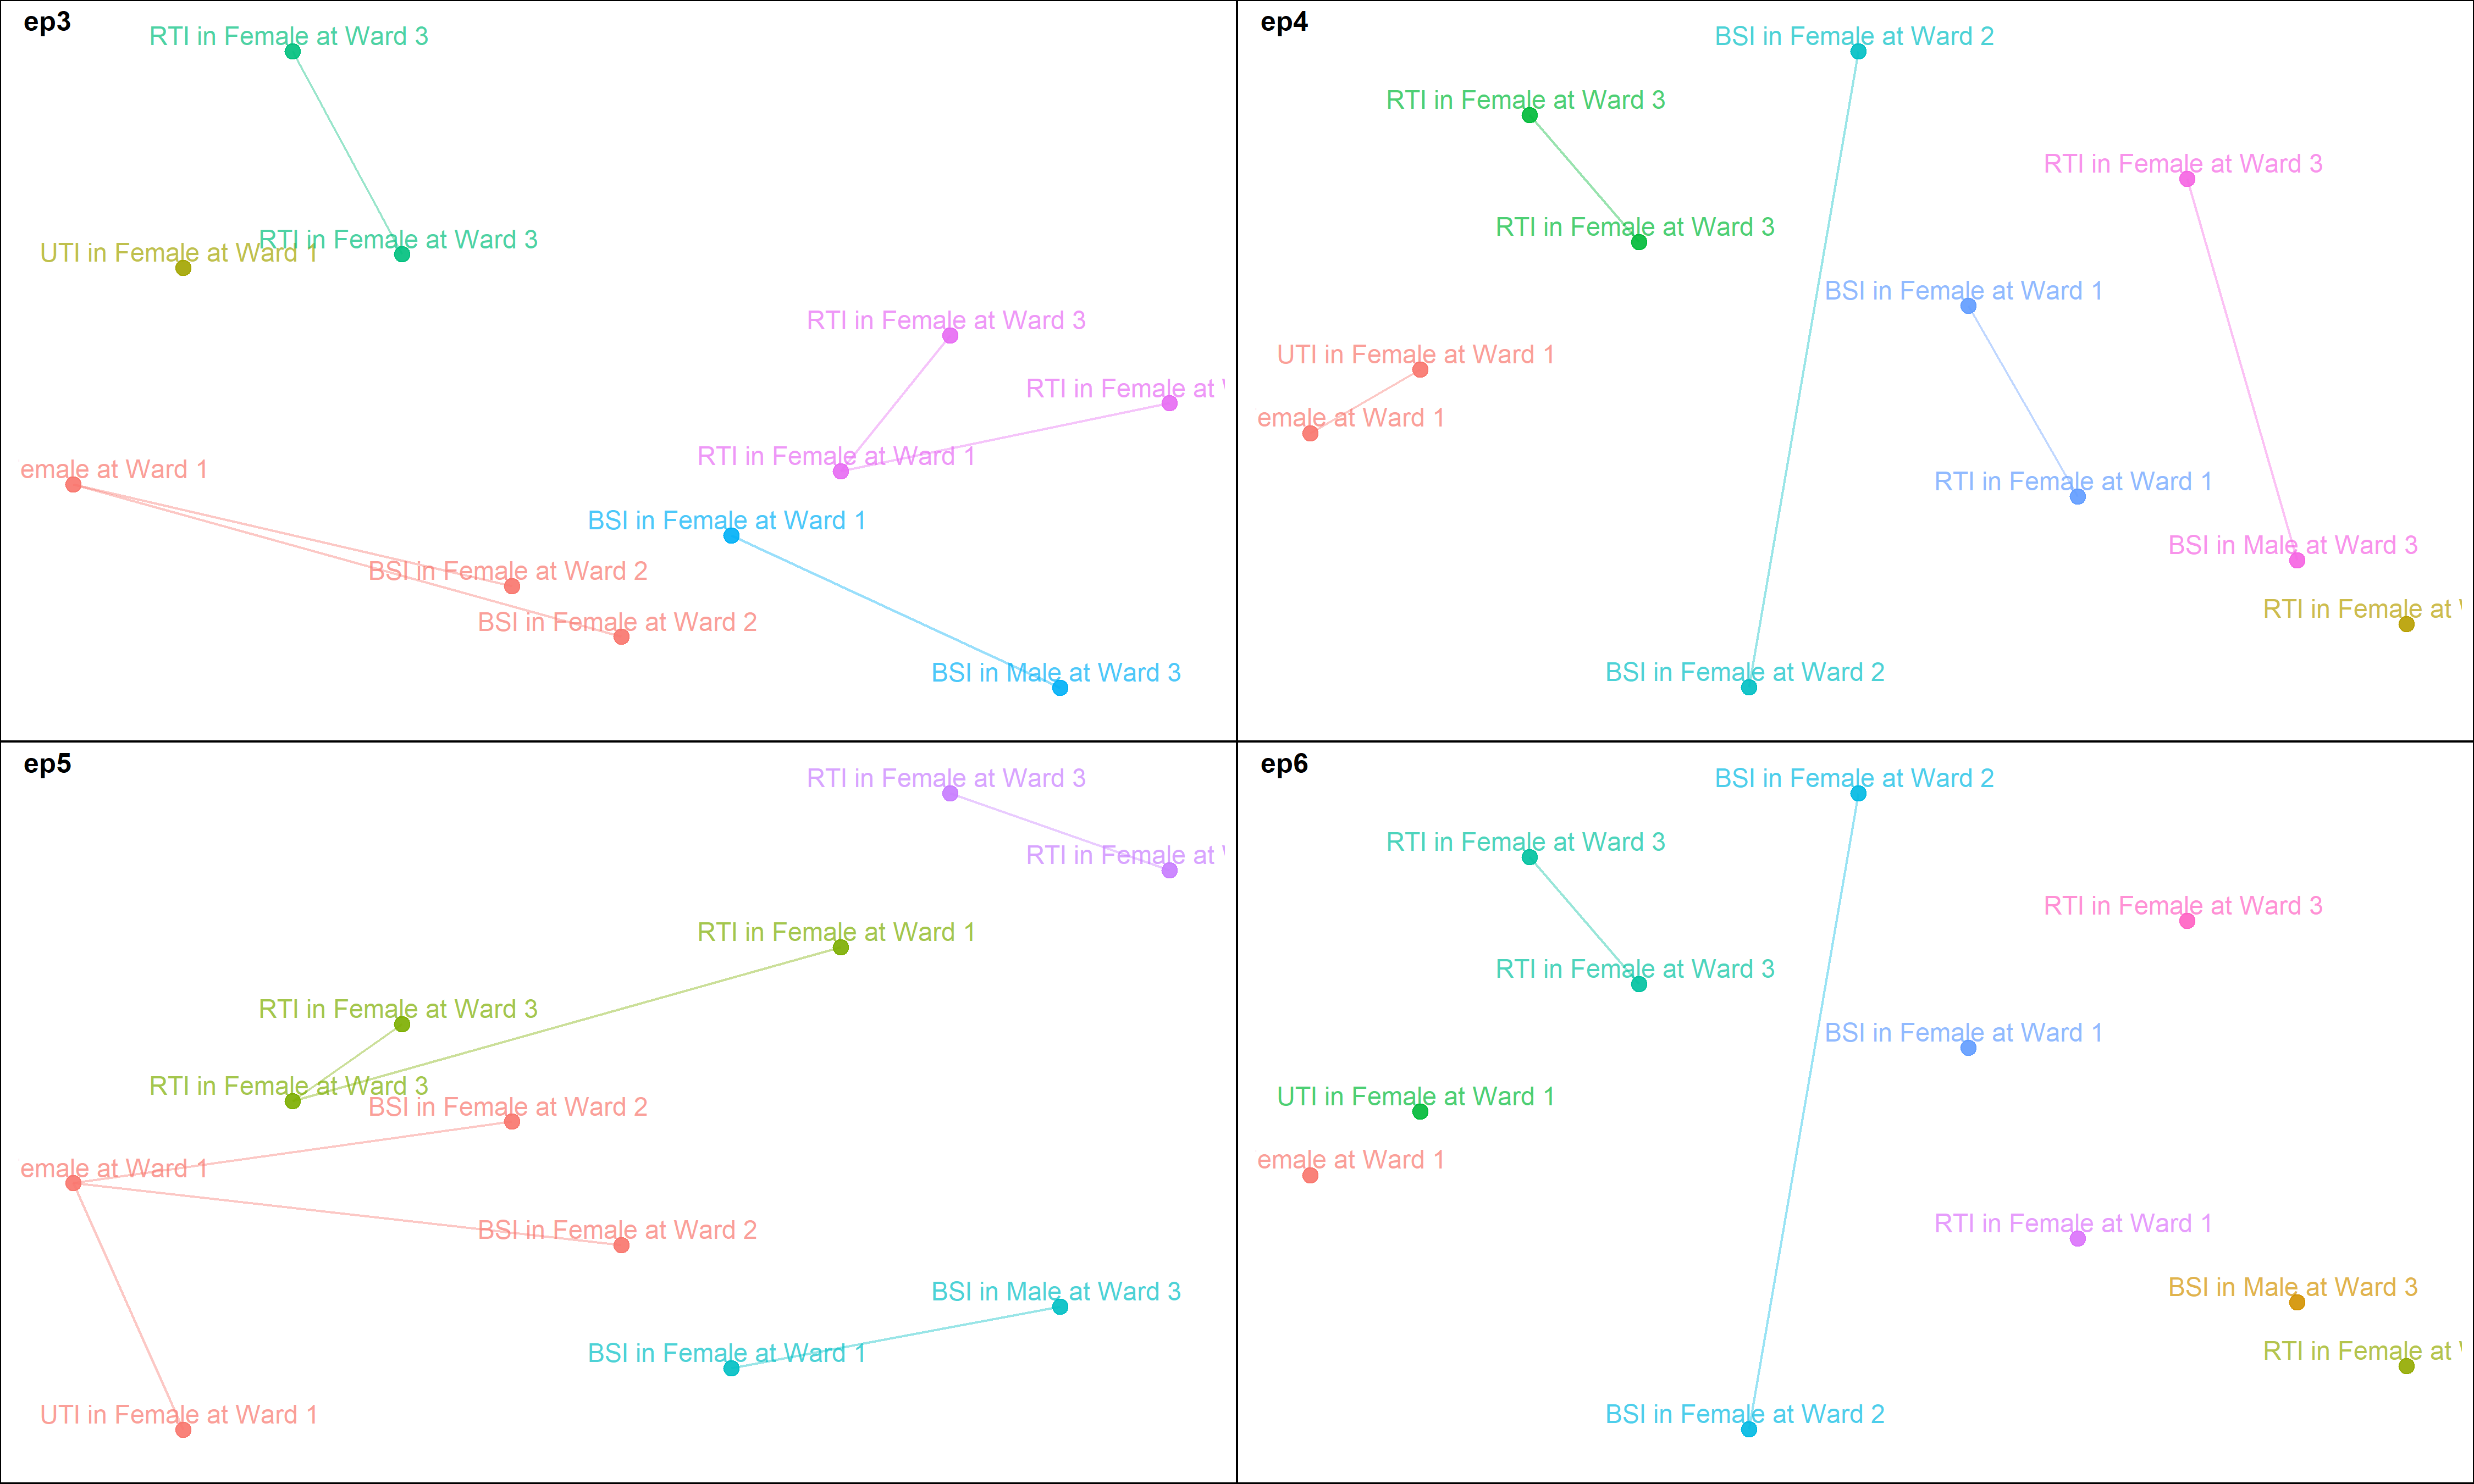 ep3
RTI in Female at Ward 3
RTI in Female at Ward 3
UTI in Female at Ward 1
RTI in Female at Ward 3
RTI in Female at
RTI in Female at Ward 1
emale at Ward 1
BSI in Female at Ward 1
BSI in Female at Ward 2
BSI in Female at Ward 2
BSI in Male at Ward 3
ep4
BSI in Female at Ward 2
RTI in Female at Ward 3
RTI in Female at Ward 3
RTI in Female at Ward 3
BSI in Female at Ward 1
UTI in Female at Ward 1
emale at Ward 1
RTI in Female at Ward 1
BSI in Male at Ward 3
RTI in Female at
BSI in Female at Ward 2
ep5
RTI in Female at Ward 3
RTI in Female at
RTI in Female at Ward 1
RTI in Female at Ward 3
RTI in Female at Ward 3
BSI in Female at Ward 2
emale at Ward 1
BSI in Female at Ward 2
BSI in Male at Ward 3
BSI in Female at Ward 1
UTI in Female at Ward 1
ep6
BSI in Female at Ward 2
RTI in Female at Ward 3
RTI in Female at Ward 3
RTI in Female at Ward 3
BSI in Female at Ward 1
UTI in Female at Ward 1
emale at Ward 1
RTI in Female at Ward 1
BSI in Male at Ward 3
RTI in Female at
BSI in Female at Ward 2